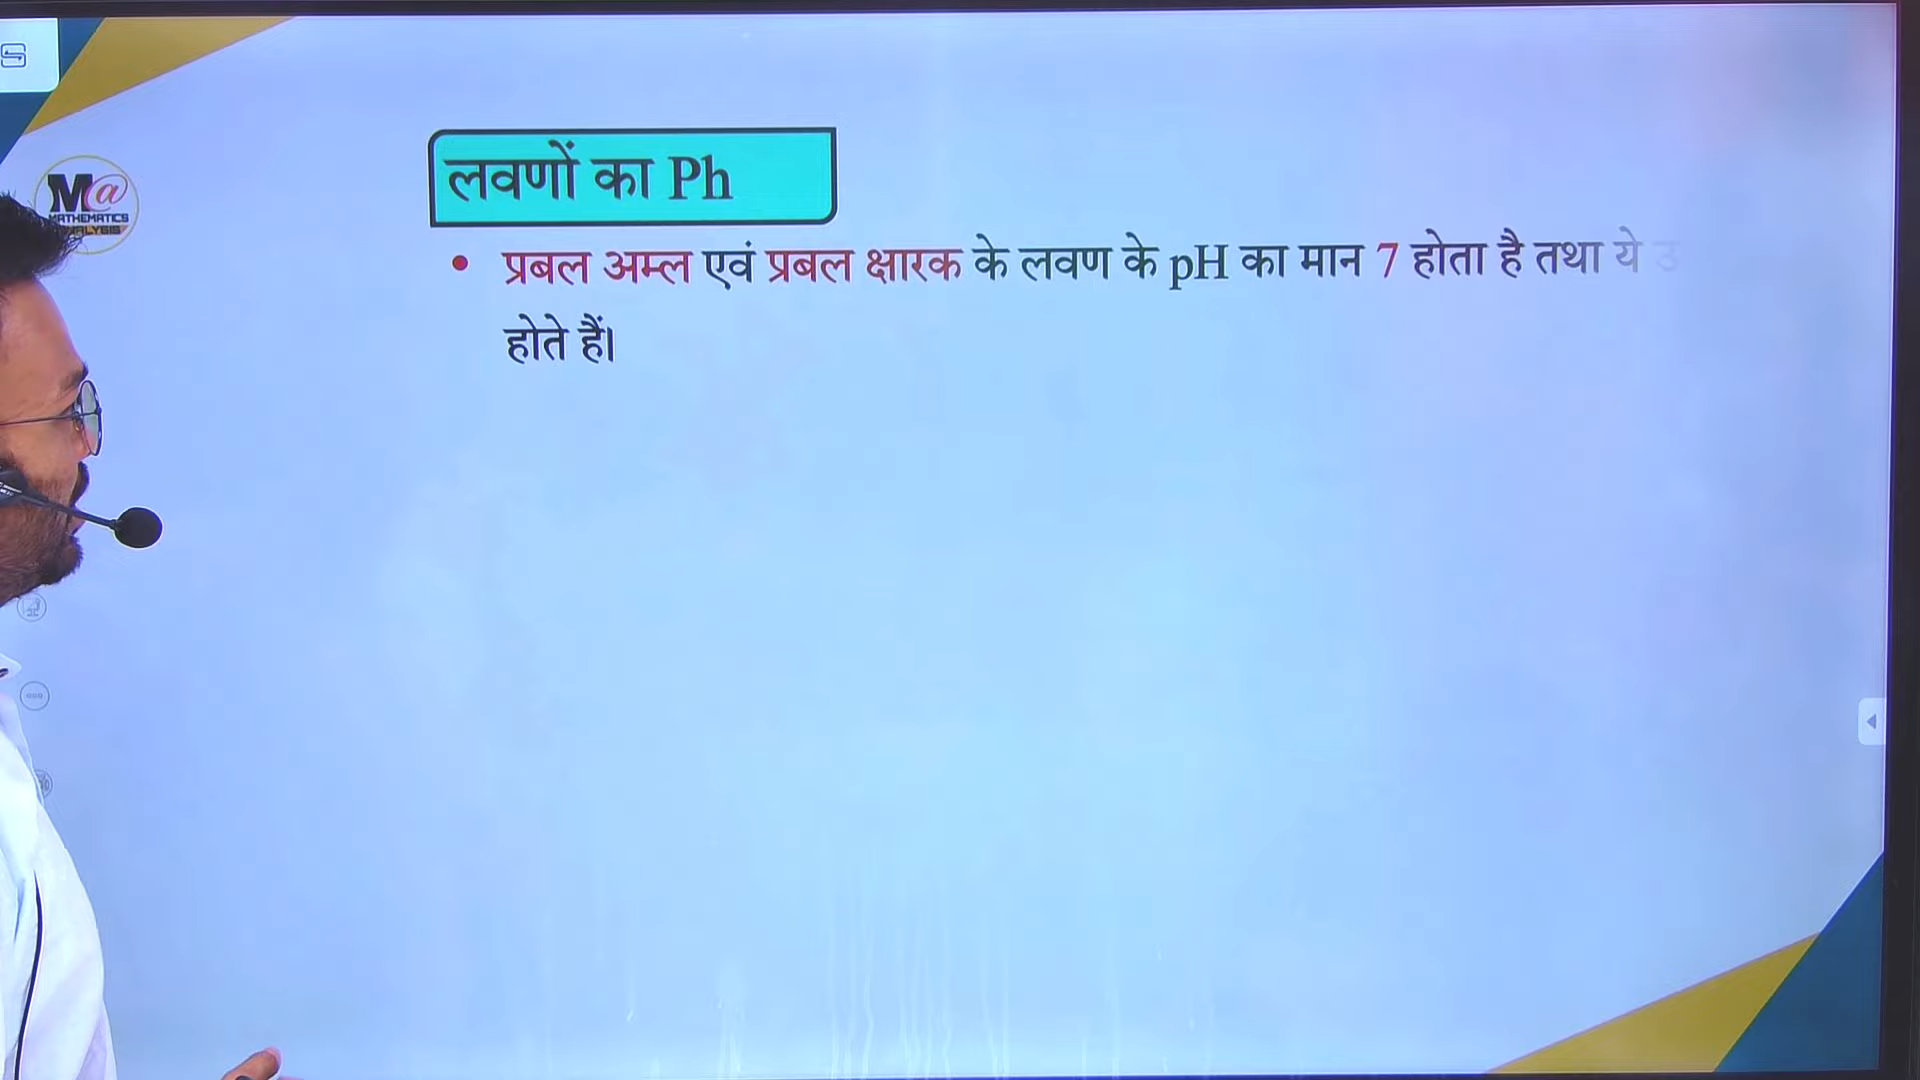 M@
MATHEMATICS
लवणों का Ph
• प्रबल अम्ल एवं प्रबल क्षारक के लवण के pH का मान 7 होता है तथा ये
होते हैं।